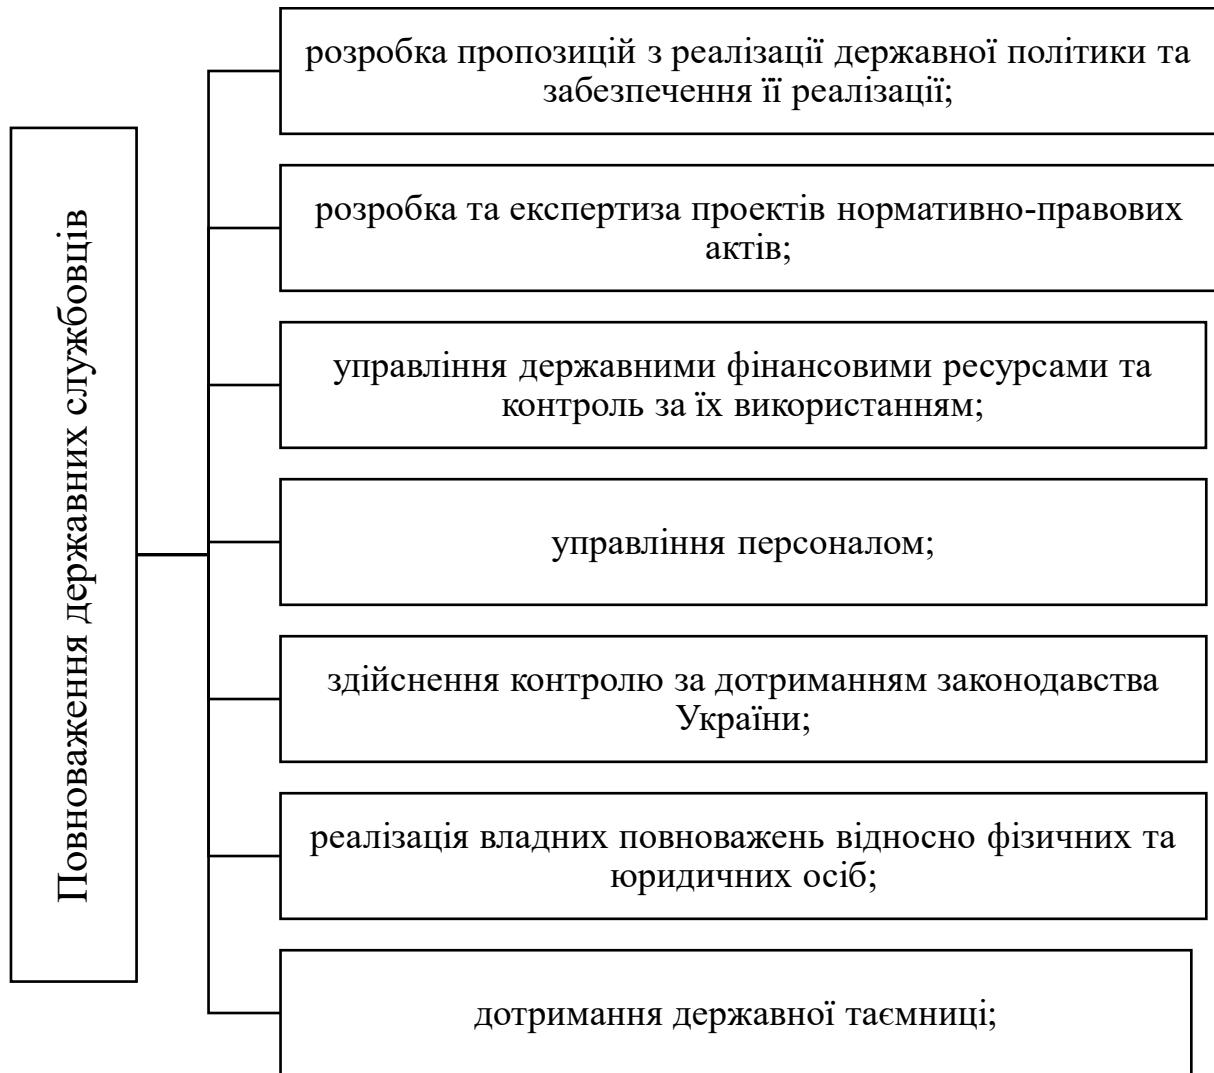 Повноваження державних службовців
розробка пропозицій з реалізації державної політики та
забезпечення її реалізації;
розробка та експертиза проектів нормативно-правових
актів;
управління державними фінансовими ресурсами та
контроль за їх використанням;
управління персоналом;
здійснення контролю за дотриманням законодавства
України;
реалізація владних повноважень відносно фізичних та
юридичних осіб;
дотримання державної таємниці;